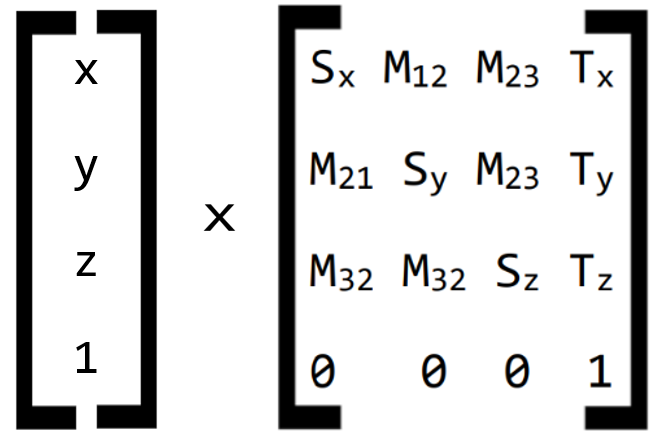 x
y
z
1
x
Sₓ M₁₂ M₂₃ Tₓ
M₂₁ Sy M₂₃ Ty
M₃₂ M₃₂ Sz Tz
0 0 0 1